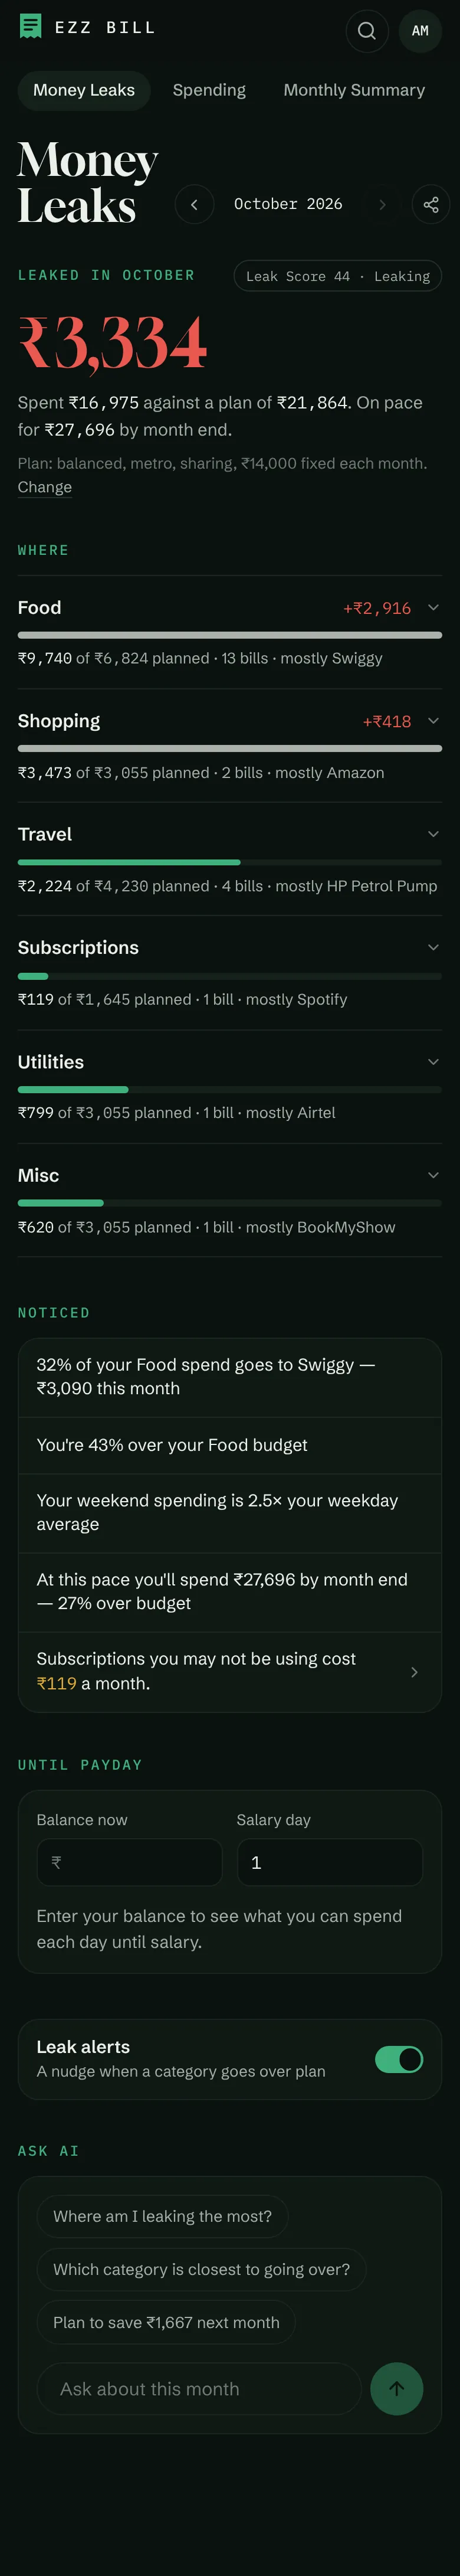 EZZ BILL
AM
Money Leaks Spending Monthly Summary
Money
Leaks
October 2026
LEAKED IN OCTOBER
Leak Score 44 · Leaking
₹3,334
Spent ₹16,975 against a plan of ₹21,864. On pace
for ₹27,696 by month end.
Plan: balanced, metro, sharing, ₹14,000 fixed each month.
Change
WHERE
Food +₹2,916
₹9,740 of ₹6,824 planned · 13 bills · mostly Swiggy
Shopping +₹418
₹3,473 of ₹3,055 planned · 2 bills · mostly Amazon
Travel
₹2,224 of ₹4,230 planned · 4 bills · mostly HP Petrol Pump
Subscriptions
₹119 of ₹1,645 planned · 1 bill · mostly Spotify
Utilities
₹799 of ₹3,055 planned · 1 bill · mostly Airtel
Misc
₹620 of ₹3,055 planned · 1 bill · mostly BookMyShow
NOTICED
32% of your Food spend goes to Swiggy —
₹3,090 this month
You're 43% over your Food budget
Your weekend spending is 2.5× your weekday
average
At this pace you'll spend ₹27,696 by month end
— 27% over budget
Subscriptions you may not be using cost
₹119 a month.
UNTIL PAYDAY
Balance now Salary day
₹ 1
Enter your balance to see what you can spend
each day until salary.
Leak alerts
A nudge when a category goes over plan
ASK AI
Where am I leaking the most?
Which category is closest to going over?
Plan to save ₹1,667 next month
Ask about this month